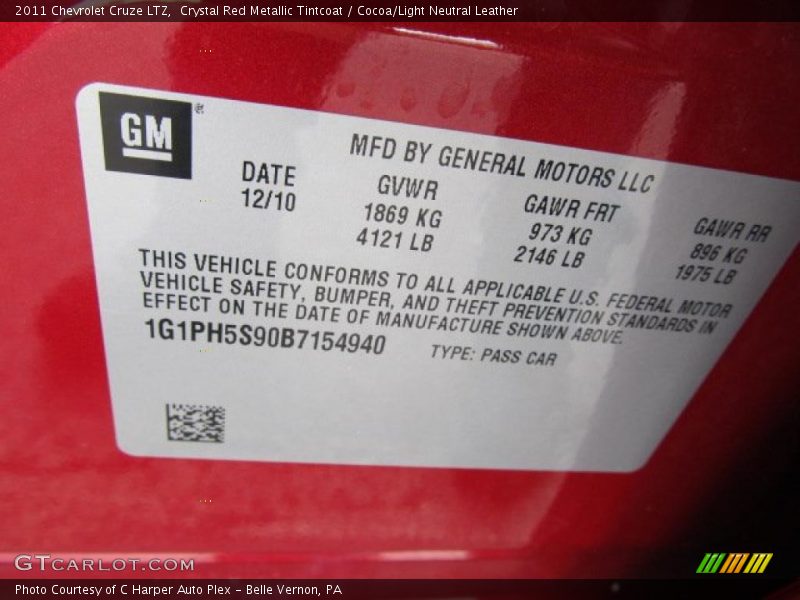 2011 Chevrolet Cruze LTZ, Crystal Red Metallic Tintcoat / Cocoa/Light Neutral Leather
GM ®
MFD BY GENERAL MOTORS LLC
DATE GVWR GAWR FRT GAWR RR
12/10 1869 KG 973 KG 896 KG
4121 LB 2146 LB 1975 LB
THIS VEHICLE CONFORMS TO ALL APPLICABLE U.S. FEDERAL MOTOR
VEHICLE SAFETY, BUMPER, AND THEFT PREVENTION STANDARDS IN
EFFECT ON THE DATE OF MANUFACTURE SHOWN ABOVE.
1G1PH5S90B7154940 TYPE: PASS CAR
GTCARLOT.COM
Photo Courtesy of C Harper Auto Plex - Belle Vernon, PA